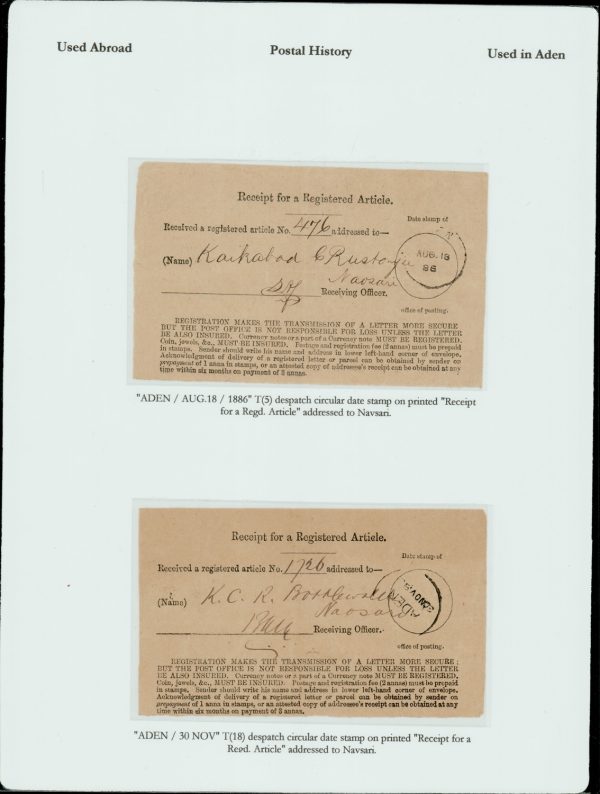 Used Abroad Postal History Used in Aden
Receipt for a Registered Article.
Date stamp of
Received a registered article No. 476 addressed to—
(Name) Kaikabad C Rustomjee
AUG. 18
86
Naosari
Receiving Officer.
office of posting.
REGISTRATION MAKES THE TRANSMISSION OF A LETTER MORE SECURE
BUT THE POST OFFICE IS NOT RESPONSIBLE FOR LOSS UNLESS THE LETTER
BE ALSO INSURED. Currency notes or a part of a Currency note MUST BE REGISTERED.
Coin, jewels, &c., MUST BE INSURED. Postage and registration fee (2 annas) must be prepaid
in stamps. Sender should write his name and address in lower left-hand corner of envelope.
Acknowledgment of delivery of a registered letter or parcel can be obtained by sender on
prepayment of 1 anna in stamps, or an attested copy of addressee's receipt can be obtained at any
time within six months on payment of 2 annas.
"ADEN / AUG.18 / 1886" T(5) despatch circular date stamp on printed "Receipt
for a Regd. Article" addressed to Navsari.
Receipt for a Registered Article.
Date stamp of
Received a registered article No. 1726 addressed to—
(Name) K. C. R. Bottlewalla
Naosari
ADEN
NOV
Receiving Officer.
office of posting.
REGISTRATION MAKES THE TRANSMISSION OF A LETTER MORE SECURE;
BUT THE POST OFFICE IS NOT RESPONSIBLE FOR LOSS UNLESS THE LETTER
BE ALSO INSURED. Currency notes or a part of a Currency note MUST BE REGISTERED.
Coin, jewels, &c., MUST BE INSURED. Postage and registration fee (2 annas) must be prepaid
in stamps. Sender should write his name and address in lower left-hand corner of envelope.
Acknowledgment of delivery of a registered letter or parcel can be obtained by sender on
prepayment of 1 anna in stamps, or an attested copy of addressee's receipt can be obtained at any
time within six months on payment of 2 annas.
"ADEN / 30 NOV" T(18) despatch circular date stamp on printed "Receipt for a
Regd. Article" addressed to Navsari.